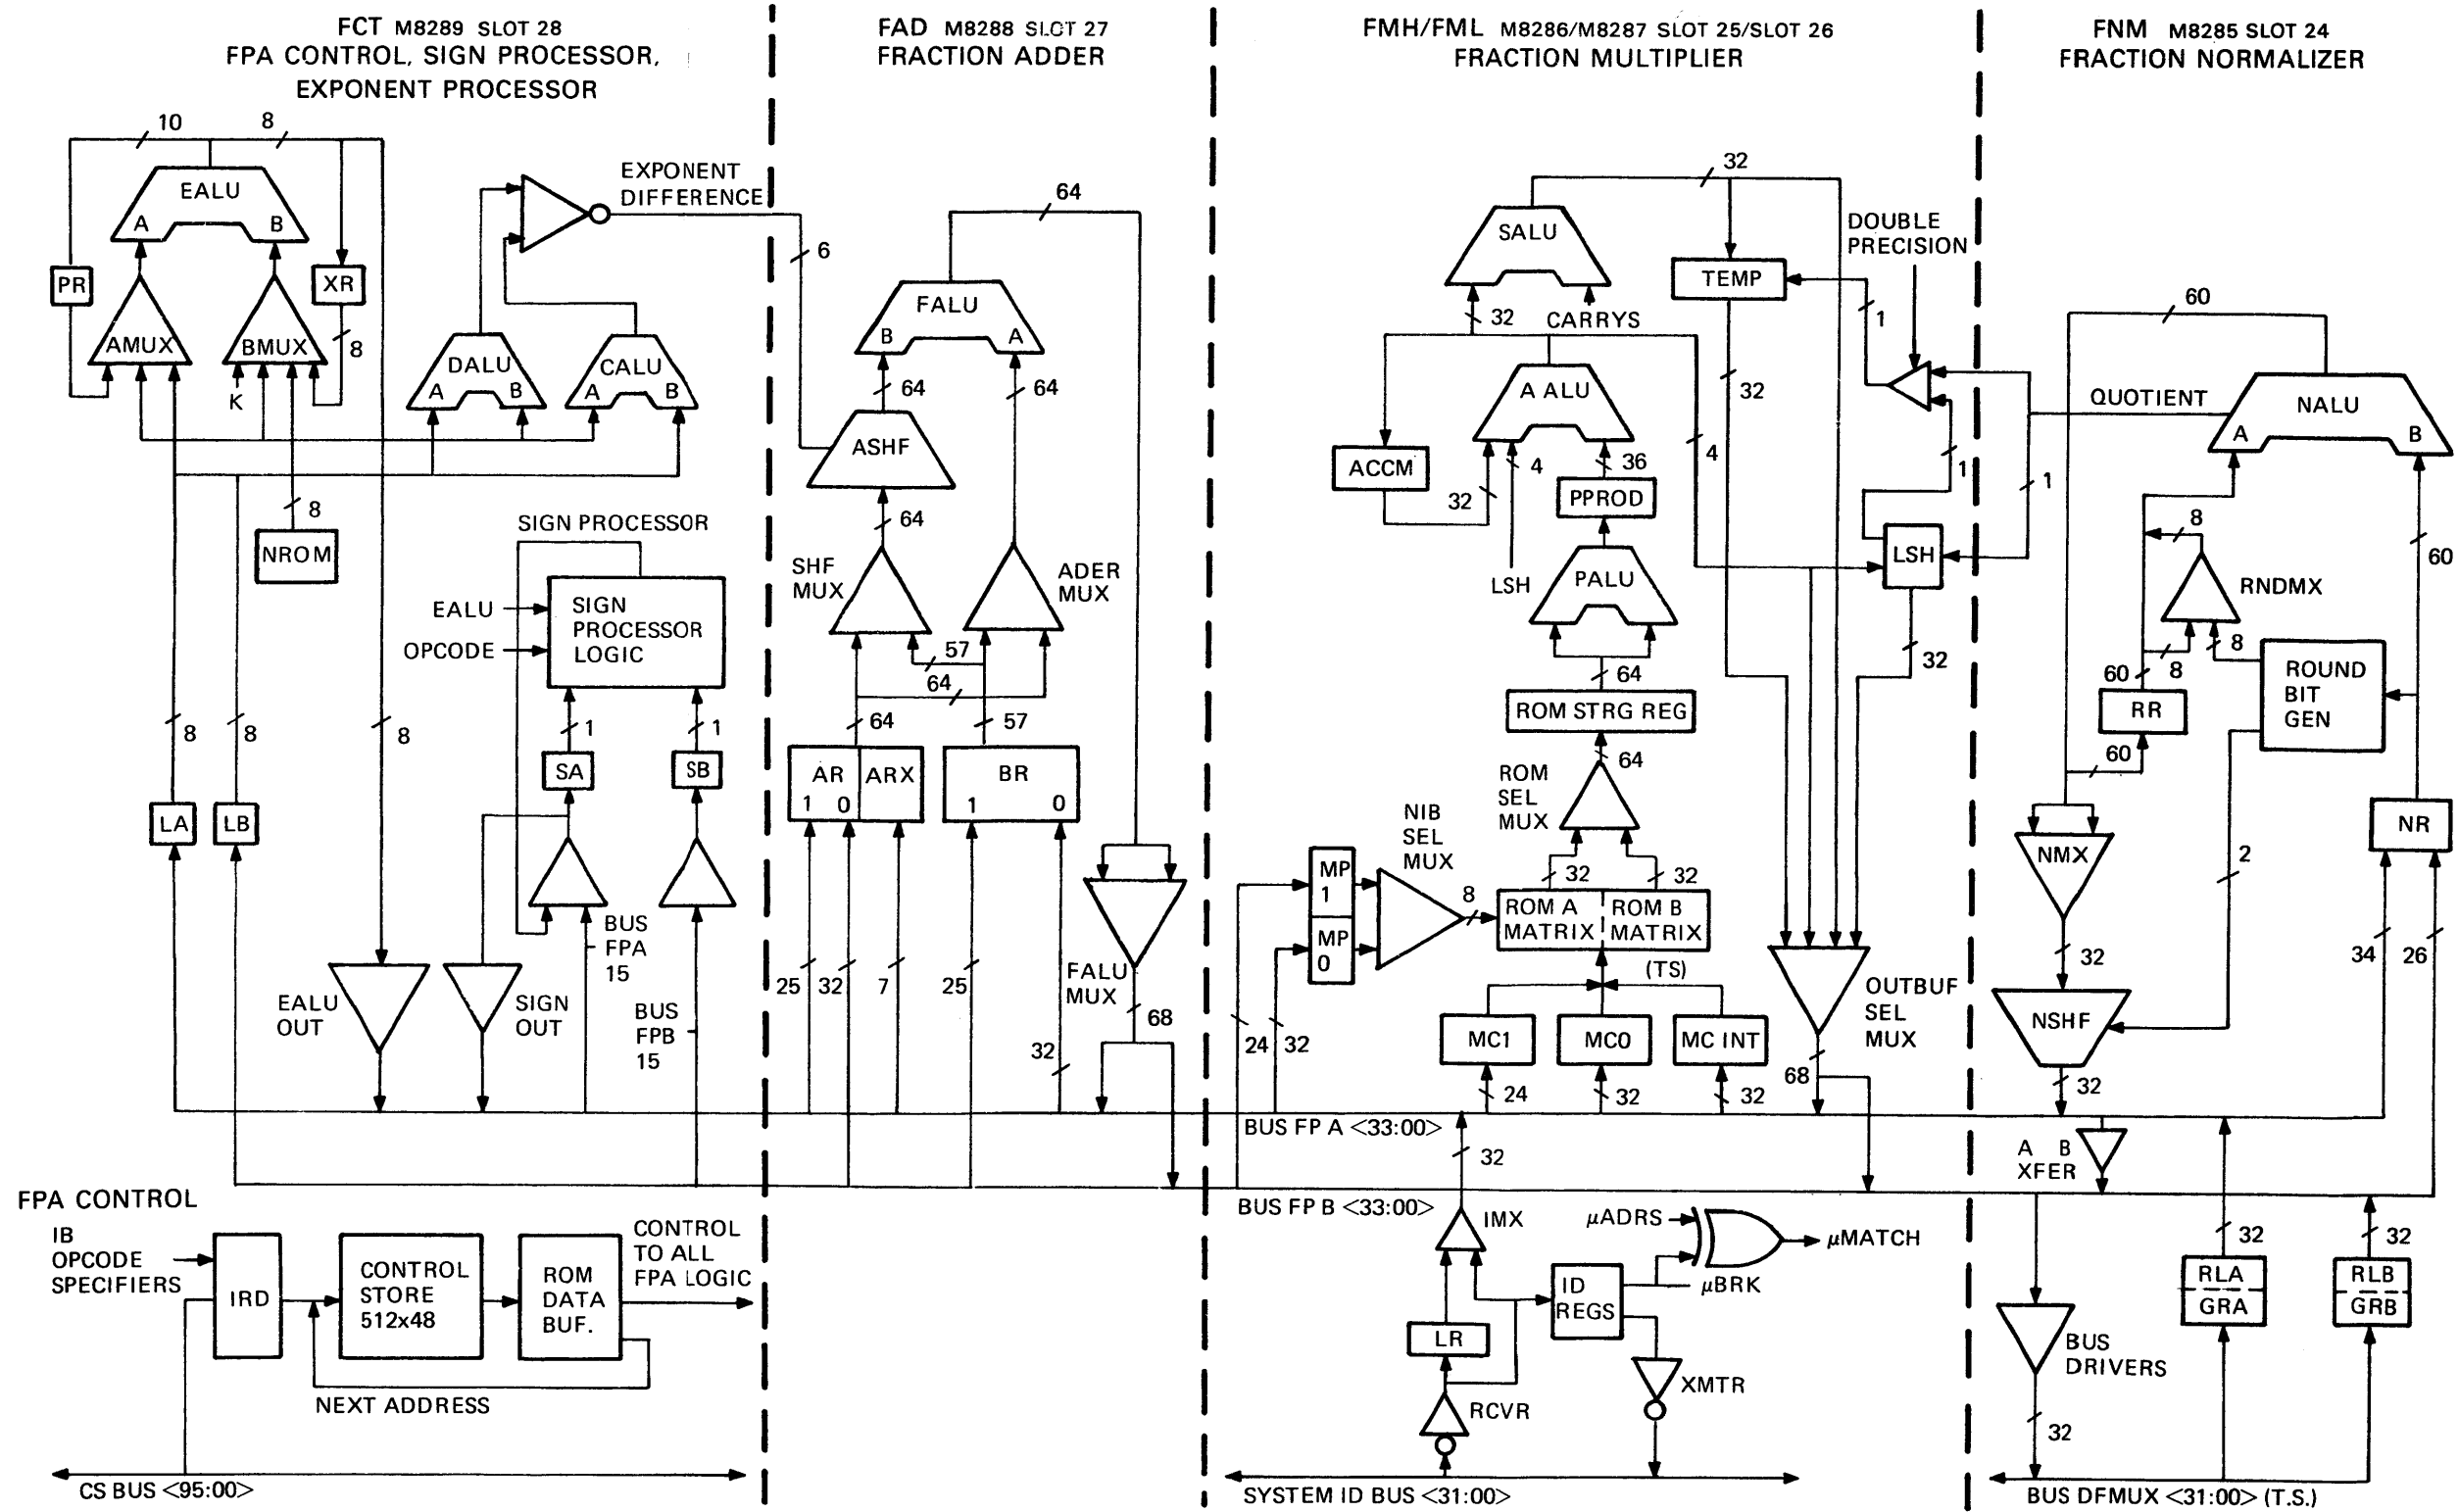 FCT M8289 SLOT 28
FPA CONTROL, SIGN PROCESSOR,
EXPONENT PROCESSOR
FAD M8288 SLOT 27
FRACTION ADDER
FMH/FML M8286/M8287 SLOT 25/SLOT 26
FRACTION MULTIPLIER
FNM M8285 SLOT 24
FRACTION NORMALIZER
10
8
EALU
A
B
PR
XR
AMUX
BMUX
8
K
EXPONENT
DIFFERENCE
DALU
A
B
CALU
A
B
8
NROM
SIGN PROCESSOR
EALU
OPCODE
SIGN
PROCESSOR
LOGIC
8
8
8
1
1
SA
SB
LA
LB
BUS
FPA
15
EALU
OUT
SIGN
OUT
BUS
FPB
15
6
64
FALU
B
A
64
64
ASHF
64
SHF
MUX
ADER
MUX
57
64
64
57
AR
ARX
1
0
BR
1
0
25
32
7
25
32
FALU
MUX
68
32
SALU
DOUBLE
PRECISION
TEMP
32
CARRYS
1
32
A ALU
ACCM
32
4
36
4
PPROD
1
LSH
LSH
PALU
64
32
ROM STRG REG
64
ROM
SEL
MUX
NIB
SEL
MUX
32
32
MP
1
MP
0
8
ROM A
MATRIX
ROM B
MATRIX
(TS)
24
32
MC1
MC0
MC INT
24
32
32
OUTBUF
SEL
MUX
68
60
QUOTIENT
NALU
A
B
1
8
60
RNDMX
60
8
8
RR
ROUND
BIT
GEN
60
NR
NMX
2
32
34
26
NSHF
32
BUS FP A <33:00>
32
A B
XFER
BUS FP B <33:00>
FPA CONTROL
IB
OPCODE
SPECIFIERS
IRD
CONTROL
STORE
512x48
ROM
DATA
BUF.
CONTROL
TO ALL
FPA LOGIC
NEXT ADDRESS
CS BUS <95:00>
IMX
µADRS
µMATCH
ID
REGS
µBRK
LR
XMTR
RCVR
SYSTEM ID BUS <31:00>
32
32
RLA
GRA
RLB
GRB
BUS
DRIVERS
32
BUS DFMUX <31:00> (T.S.)